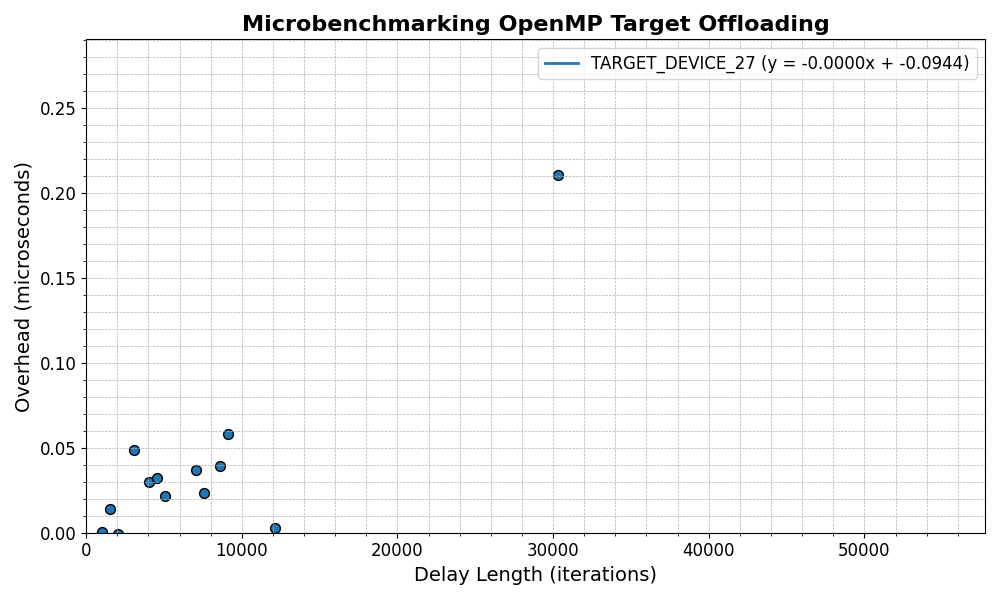 Microbenchmarking OpenMP Target Offloading
TARGET_DEVICE_27 (y = -0.0000x + -0.0944)
Overhead (microseconds)
0.25
0.20
0.15
0.10
0.05
0.00
0 10000 20000 30000 40000 50000
Delay Length (iterations)